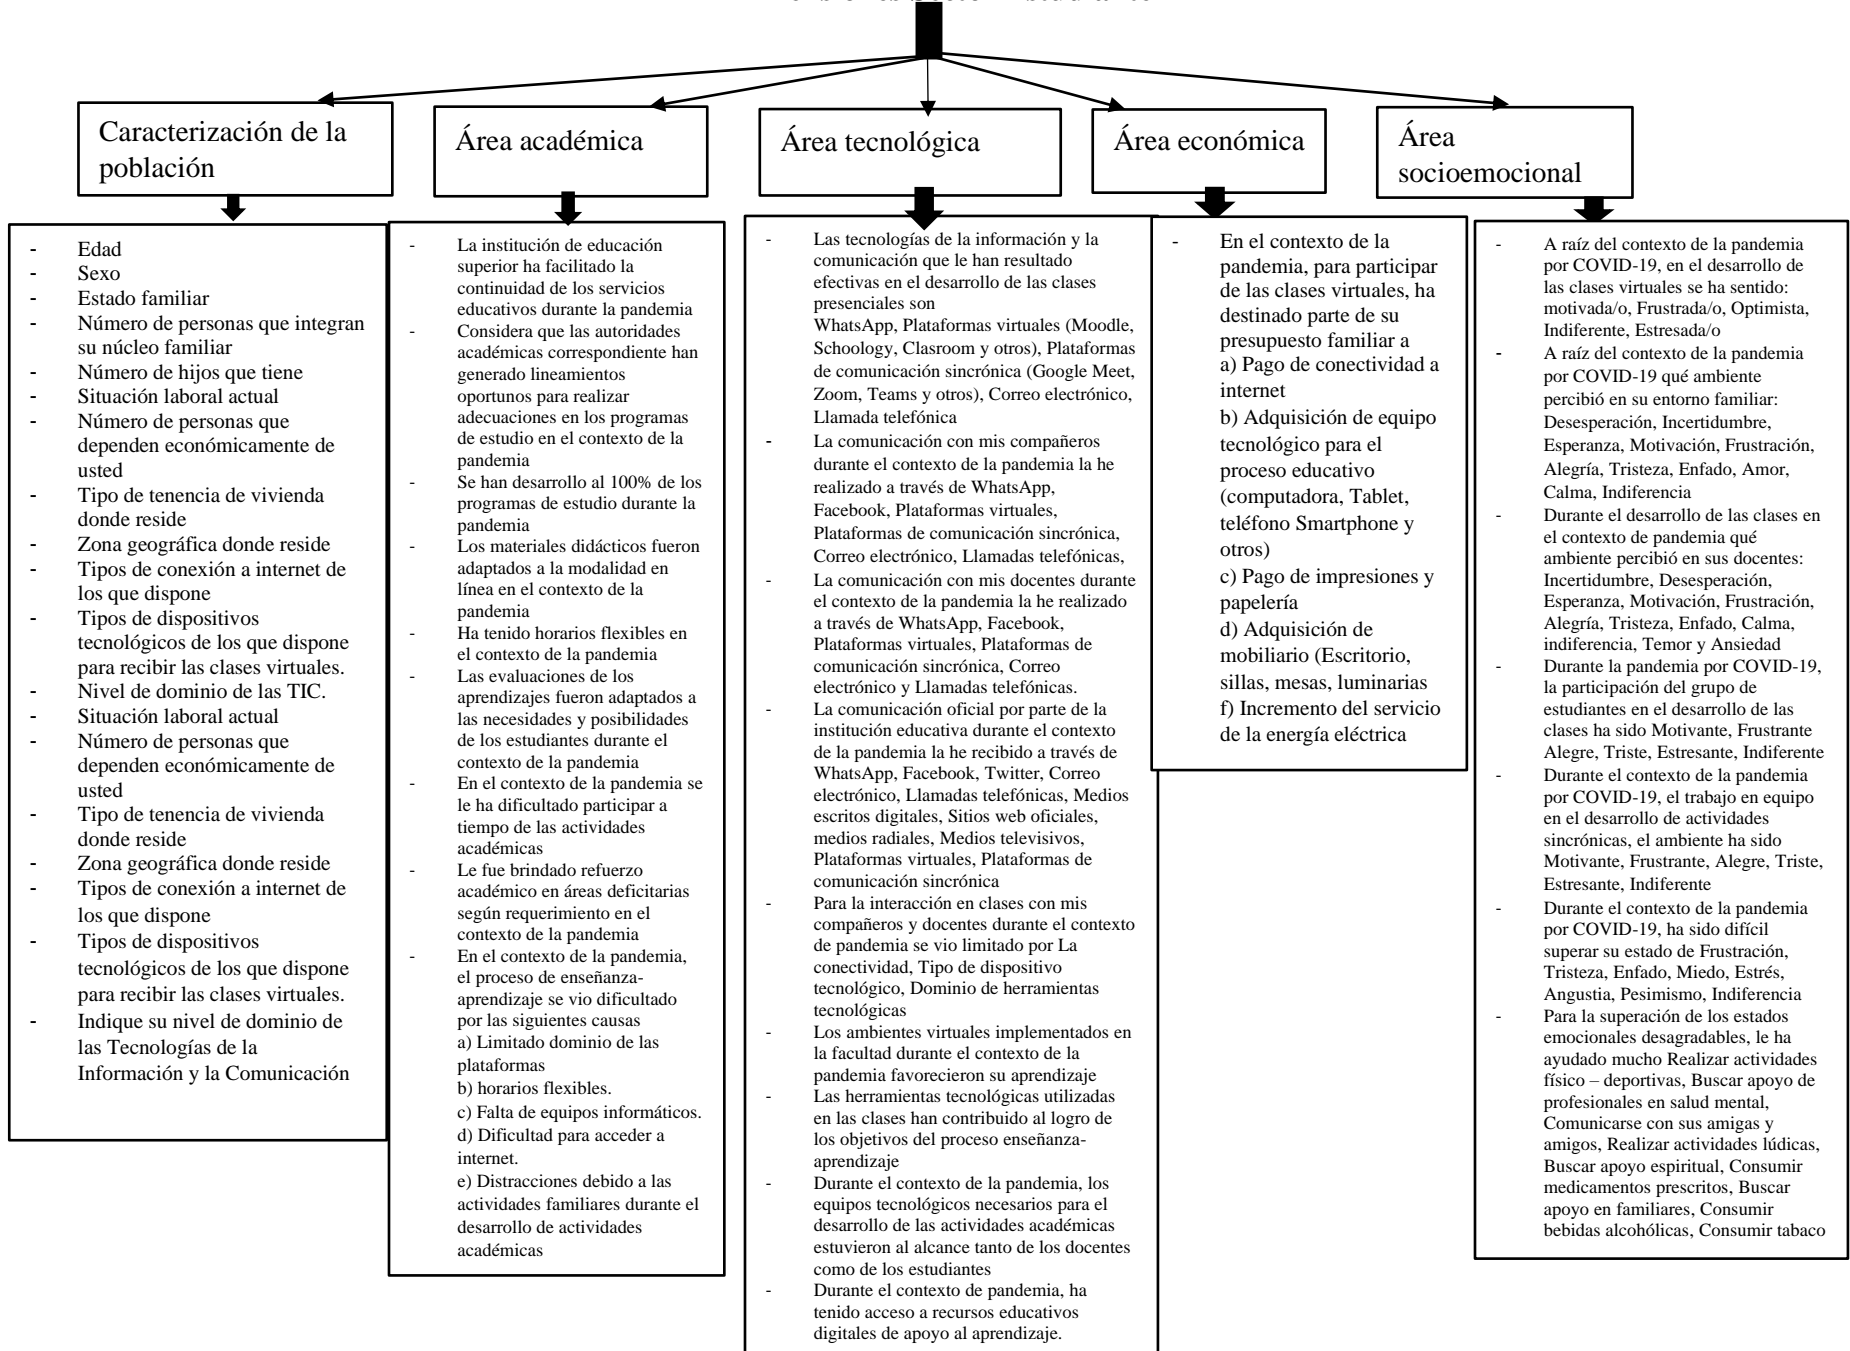 Caracterización de la
población
Área académica
Área tecnológica
Área económica
Área
socioemocional
- Edad
- Sexo
- Estado familiar
- Número de personas que integran
su núcleo familiar
- Número de hijos que tiene
- Situación laboral actual
- Número de personas que
dependen económicamente de
usted
- Tipo de tenencia de vivienda
donde reside
- Zona geográfica donde reside
- Tipos de conexión a internet de
los que dispone
- Tipos de dispositivos
tecnológicos de los que dispone
para recibir las clases virtuales.
- Nivel de dominio de las TIC.
- Situación laboral actual
- Número de personas que
dependen económicamente de
usted
- Tipo de tenencia de vivienda
donde reside
- Zona geográfica donde reside
- Tipos de conexión a internet de
los que dispone
- Tipos de dispositivos
tecnológicos de los que dispone
para recibir las clases virtuales.
- Indique su nivel de dominio de
las Tecnologías de la
Información y la Comunicación
- La institución de educación
superior ha facilitado la
continuidad de los servicios
educativos durante la pandemia
- Considera que las autoridades
académicas correspondiente han
generado lineamientos
oportunos para realizar
adecuaciones en los programas
de estudio en el contexto de la
pandemia
- Se han desarrollo al 100% de los
programas de estudio durante la
pandemia
- Los materiales didácticos fueron
adaptados a la modalidad en
línea en el contexto de la
pandemia
- Ha tenido horarios flexibles en
el contexto de la pandemia
- Las evaluaciones de los
aprendizajes fueron adaptados a
las necesidades y posibilidades
de los estudiantes durante el
contexto de la pandemia
- En el contexto de la pandemia se
le ha dificultado participar a
tiempo de las actividades
académicas
- Le fue brindado refuerzo
académico en áreas deficitarias
según requerimiento en el
contexto de la pandemia
- En el contexto de la pandemia,
el proceso de enseñanza-
aprendizaje se vio dificultado
por las siguientes causas
a) Limitado dominio de las
plataformas
b) horarios flexibles.
c) Falta de equipos informáticos.
d) Dificultad para acceder a
internet.
e) Distracciones debido a las
actividades familiares durante el
desarrollo de actividades
académicas
- Las tecnologías de la información y la
comunicación que le han resultado
efectivas en el desarrollo de las clases
presenciales son
WhatsApp, Plataformas virtuales (Moodle,
Schoology, Clasroom y otros), Plataformas
de comunicación sincrónica (Google Meet,
Zoom, Teams y otros), Correo electrónico,
Llamada telefónica
- La comunicación con mis compañeros
durante el contexto de la pandemia la he
realizado a través de WhatsApp,
Facebook, Plataformas virtuales,
Plataformas de comunicación sincrónica,
Correo electrónico, Llamadas telefónicas,
- La comunicación con mis docentes durante
el contexto de la pandemia la he realizado
a través de WhatsApp, Facebook,
Plataformas virtuales, Plataformas de
comunicación sincrónica, Correo
electrónico y Llamadas telefónicas.
- La comunicación oficial por parte de la
institución educativa durante el contexto
de la pandemia la he recibido a través de
WhatsApp, Facebook, Twitter, Correo
electrónico, Llamadas telefónicas, Medios
escritos digitales, Sitios web oficiales,
medios radiales, Medios televisivos,
Plataformas virtuales, Plataformas de
comunicación sincrónica
- Para la interacción en clases con mis
compañeros y docentes durante el contexto
de pandemia se vio limitado por La
conectividad, Tipo de dispositivo
tecnológico, Dominio de herramientas
tecnológicas
- Los ambientes virtuales implementados en
la facultad durante el contexto de la
pandemia favorecieron su aprendizaje
- Las herramientas tecnológicas utilizadas
en las clases han contribuido al logro de
los objetivos del proceso enseñanza-
aprendizaje
- Durante el contexto de la pandemia, los
equipos tecnológicos necesarios para el
desarrollo de las actividades académicas
estuvieron al alcance tanto de los docentes
como de los estudiantes
- Durante el contexto de pandemia, ha
tenido acceso a recursos educativos
digitales de apoyo al aprendizaje.
- En el contexto de la
pandemia, para participar
de las clases virtuales, ha
destinado parte de su
presupuesto familiar a
a) Pago de conectividad a
internet
b) Adquisición de equipo
tecnológico para el
proceso educativo
(computadora, Tablet,
teléfono Smartphone y
otros)
c) Pago de impresiones y
papelería
d) Adquisición de
mobiliario (Escritorio,
sillas, mesas, luminarias
f) Incremento del servicio
de la energía eléctrica
- A raíz del contexto de la pandemia
por COVID-19, en el desarrollo de
las clases virtuales se ha sentido:
motivada/o, Frustrada/o, Optimista,
Indiferente, Estresada/o
- A raíz del contexto de la pandemia
por COVID-19 qué ambiente
percibió en su entorno familiar:
Desesperación, Incertidumbre,
Esperanza, Motivación, Frustración,
Alegría, Tristeza, Enfado, Amor,
Calma, Indiferencia
- Durante el desarrollo de las clases en
el contexto de pandemia qué
ambiente percibió en sus docentes:
Incertidumbre, Desesperación,
Esperanza, Motivación, Frustración,
Alegría, Tristeza, Enfado, Calma,
indiferencia, Temor y Ansiedad
- Durante la pandemia por COVID-19,
la participación del grupo de
estudiantes en el desarrollo de las
clases ha sido Motivante, Frustrante
Alegre, Triste, Estresante, Indiferente
- Durante el contexto de la pandemia
por COVID-19, el trabajo en equipo
en el desarrollo de actividades
sincrónicas, el ambiente ha sido
Motivante, Frustrante, Alegre, Triste,
Estresante, Indiferente
- Durante el contexto de la pandemia
por COVID-19, ha sido difícil
superar su estado de Frustración,
Tristeza, Enfado, Miedo, Estrés,
Angustia, Pesimismo, Indiferencia
- Para la superación de los estados
emocionales desagradables, le ha
ayudado mucho Realizar actividades
físico – deportivas, Buscar apoyo de
profesionales en salud mental,
Comunicarse con sus amigas y
amigos, Realizar actividades lúdicas,
Buscar apoyo espiritual, Consumir
medicamentos prescritos, Buscar
apoyo en familiares, Consumir
bebidas alcohólicas, Consumir tabaco